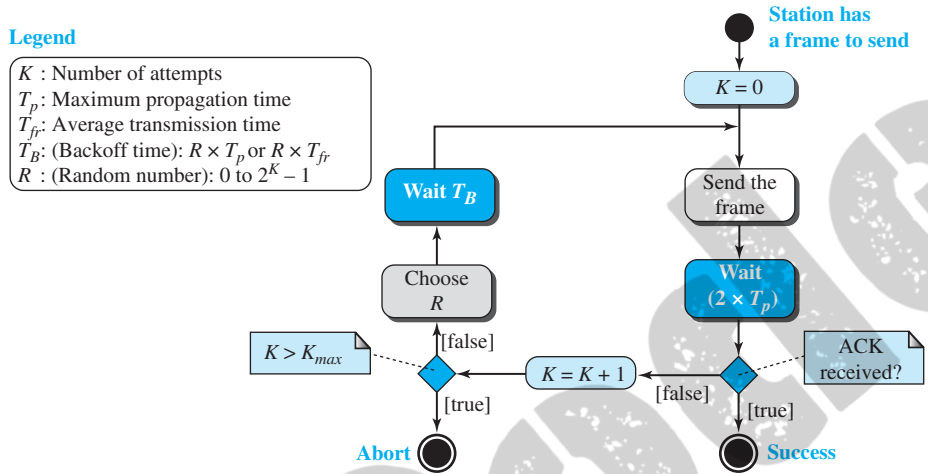 Legend
K : Number of attempts
Tp: Maximum propagation time
Tfr: Average transmission time
TB: (Backoff time): R × Tp or R × Tfr
R : (Random number): 0 to 2^K – 1
Station has
a frame to send
K = 0
Wait TB
Send the
frame
Choose
R
Wait
(2 × Tp)
[false]
K > Kmax
K = K + 1
ACK
received?
[false]
[true]
[true]
Abort
Success